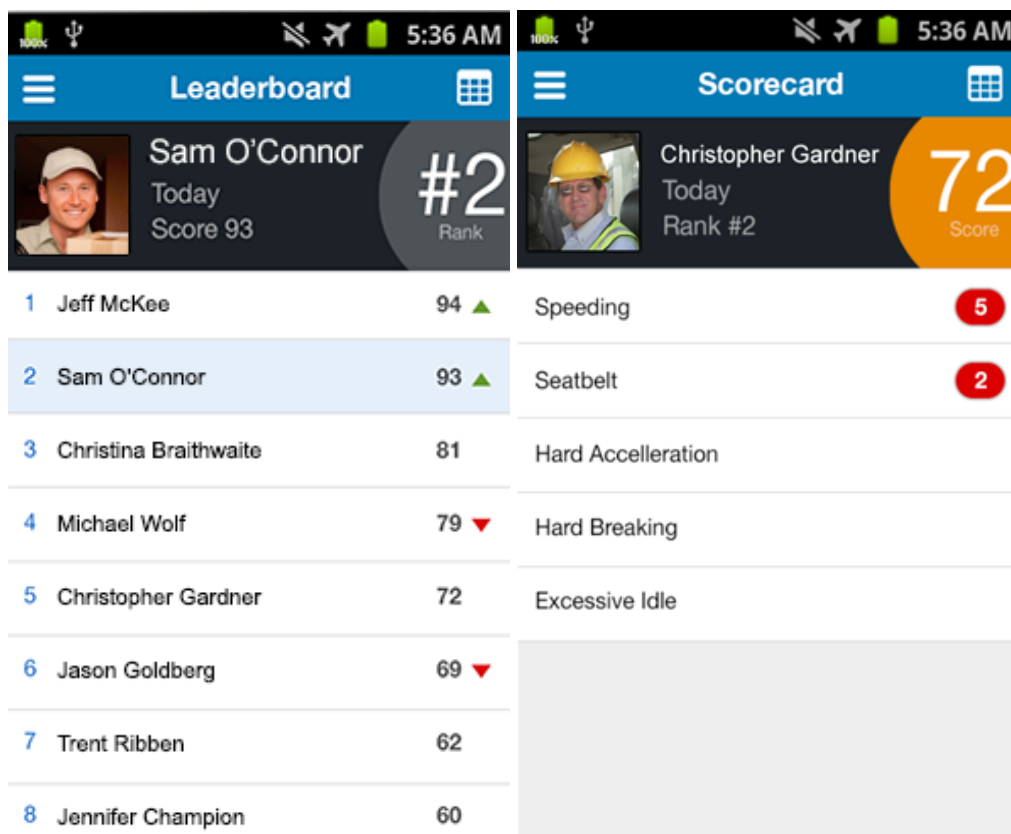 100%
5:36 AM
Leaderboard
Sam O'Connor
Today
Score 93
#2
Rank
1 Jeff McKee 94
2 Sam O'Connor 93
3 Christina Braithwaite 81
4 Michael Wolf 79
5 Christopher Gardner 72
6 Jason Goldberg 69
7 Trent Ribben 62
8 Jennifer Champion 60
100%
5:36 AM
Scorecard
Christopher Gardner
Today
Rank #2
72
Score
Speeding 5
Seatbelt 2
Hard Accelleration
Hard Breaking
Excessive Idle